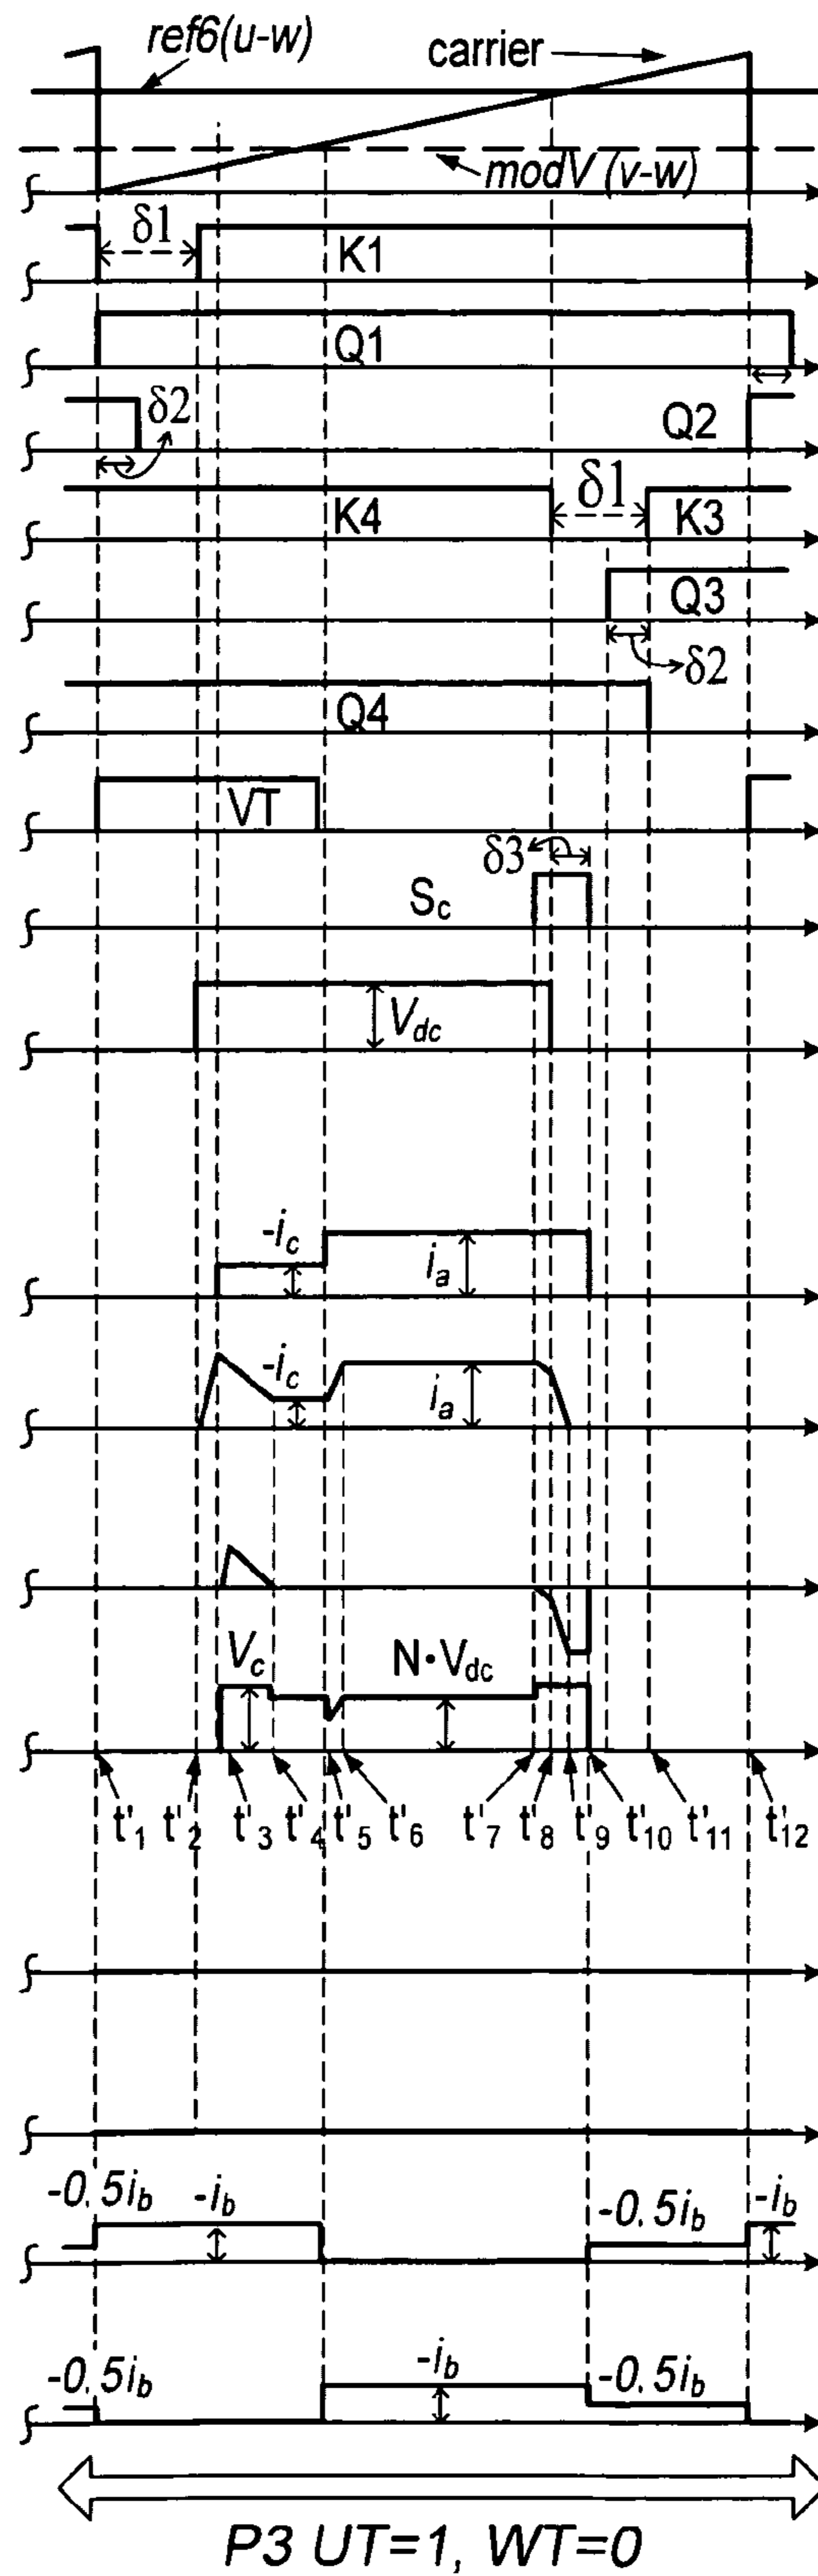 ref6(u-w)
carrier
modV (v-w)
δ1
K1
Q1
δ2
Q2
δ1
K4
K3
Q3
δ2
Q4
VT
δ3
Sc
Vdc
-ic
ia
-ic
ia
Vc
N•Vdc
t'1 t'2 t'3 t'4 t'5 t'6 t'7 t'8 t'9 t'10 t'11 t'12
-0.5ib
-ib
-0.5ib
-ib
-0.5ib
-ib
-0.5ib
P3 UT=1, WT=0